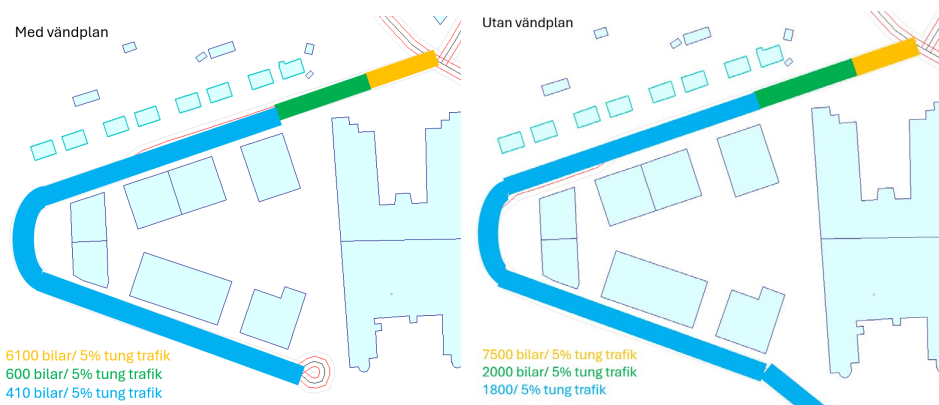 Med vändplan
6100 bilar/ 5% tung trafik
600 bilar/ 5% tung trafik
410 bilar/ 5% tung trafik
Utan vändplan
7500 bilar/ 5% tung trafik
2000 bilar/ 5% tung trafik
1800/ 5% tung trafik